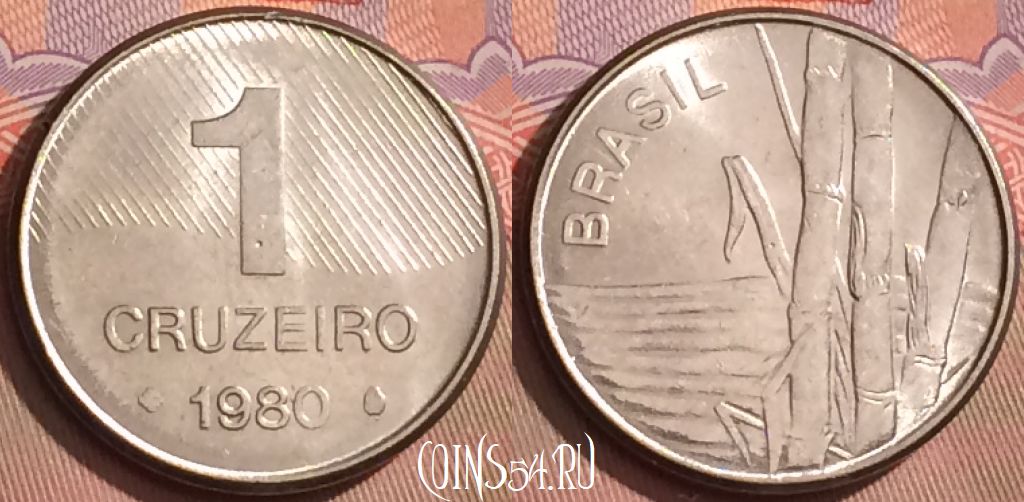 1
CRUZEIRO
1980
BRASIL
COINS54.RU